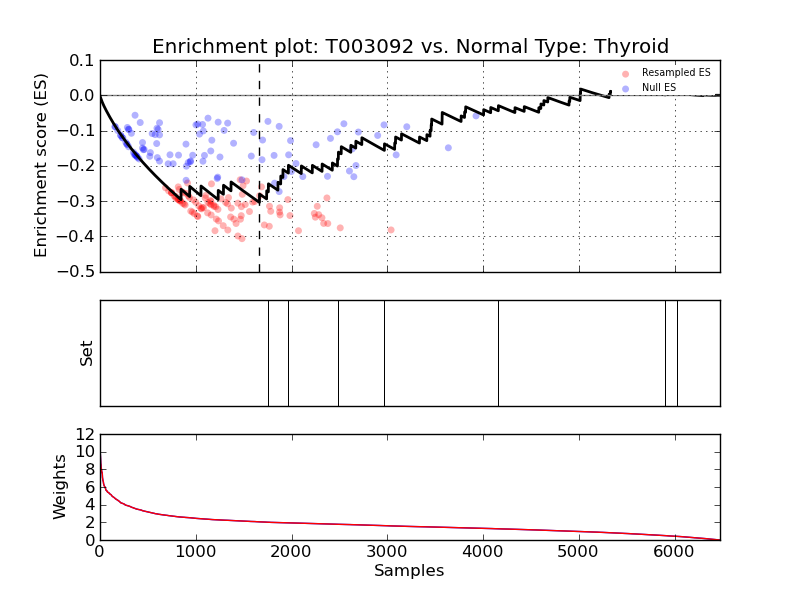 Enrichment plot: T003092 vs. Normal Type: Thyroid
Enrichment score (ES)
0.1
0.0
−0.1
−0.2
−0.3
−0.4
−0.5
Resampled ES
Null ES
Set
Weights
12
10
8
6
4
2
0
0 1000 2000 3000 4000 5000 6000
Samples